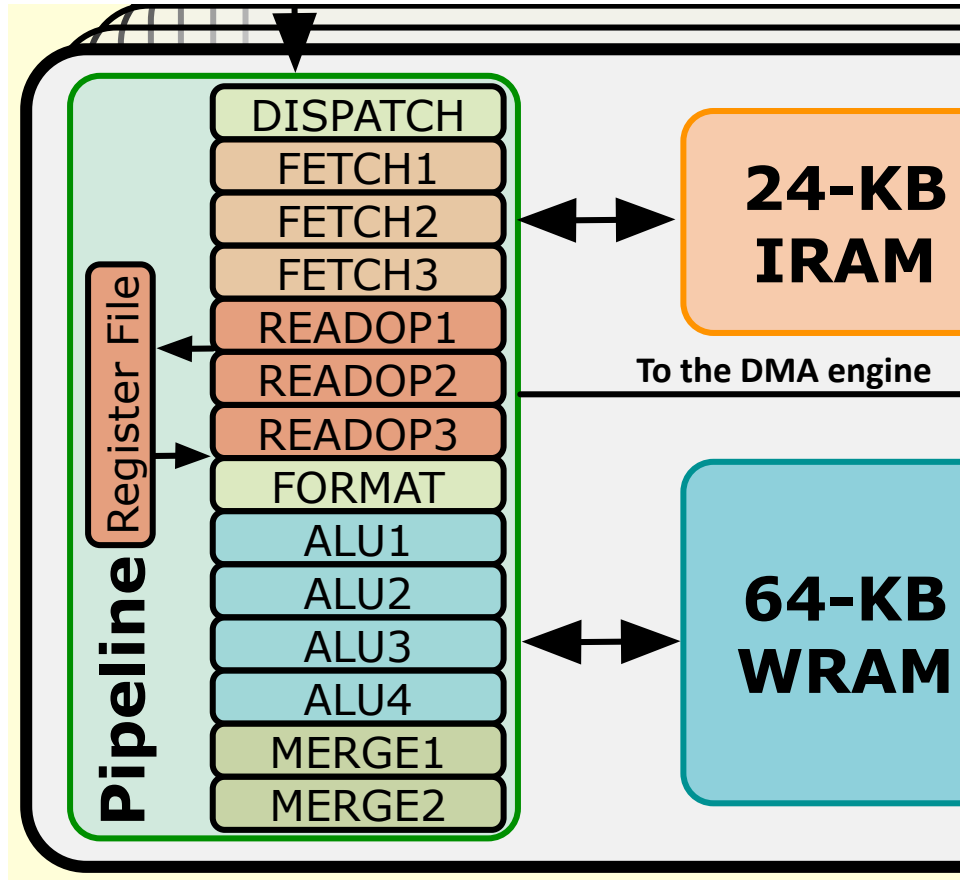 DISPATCH
FETCH1
FETCH2
FETCH3
READOP1
READOP2
READOP3
FORMAT
ALU1
ALU2
ALU3
ALU4
MERGE1
MERGE2
Register File
Pipeline
24-KB
IRAM
To the DMA engine
64-KB
WRAM